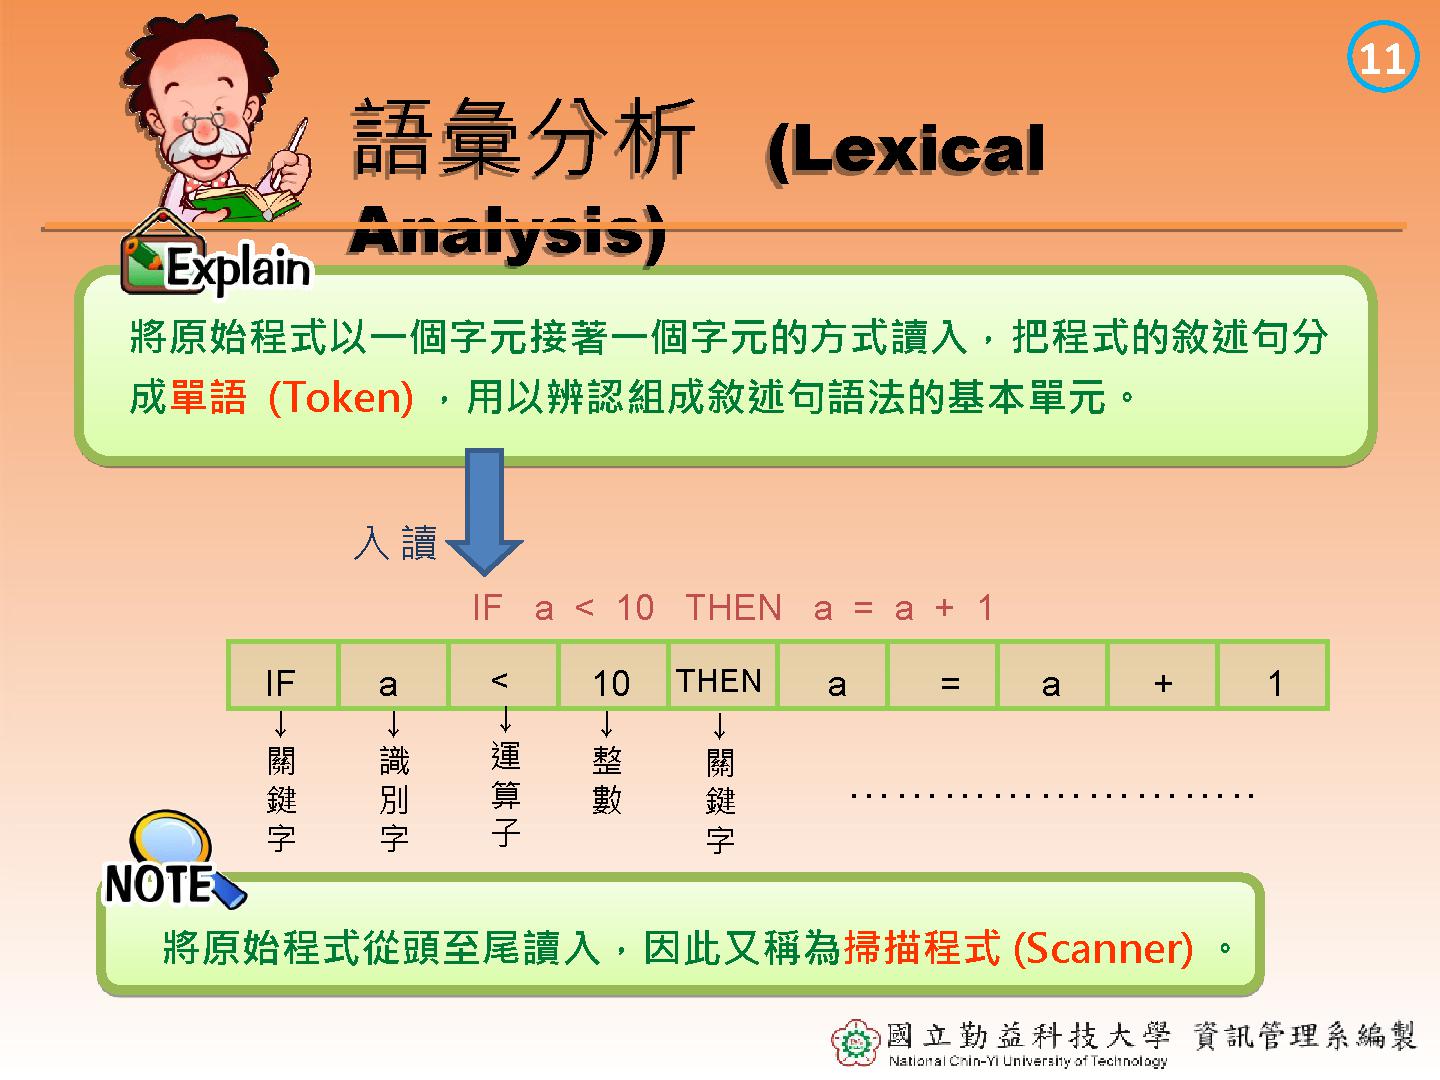 11
語彙分析 (Lexical
Analysis)
Explain
將原始程式以一個字元接著一個字元的方式讀入，把程式的敘述句分
成單語 (Token) ，用以辨認組成敘述句語法的基本單元。
入 讀
IF a < 10 THEN a = a + 1
IF a < 10 THEN a = a + 1
↓ ↓ ↓ ↓ ↓
關鍵字 識別字 運算子 整數 關鍵字 ..........................
NOTE
將原始程式從頭至尾讀入，因此又稱為掃描程式 (Scanner) 。
國立勤益科技大學 資訊管理系編製
National Chin-Yi University of Technology